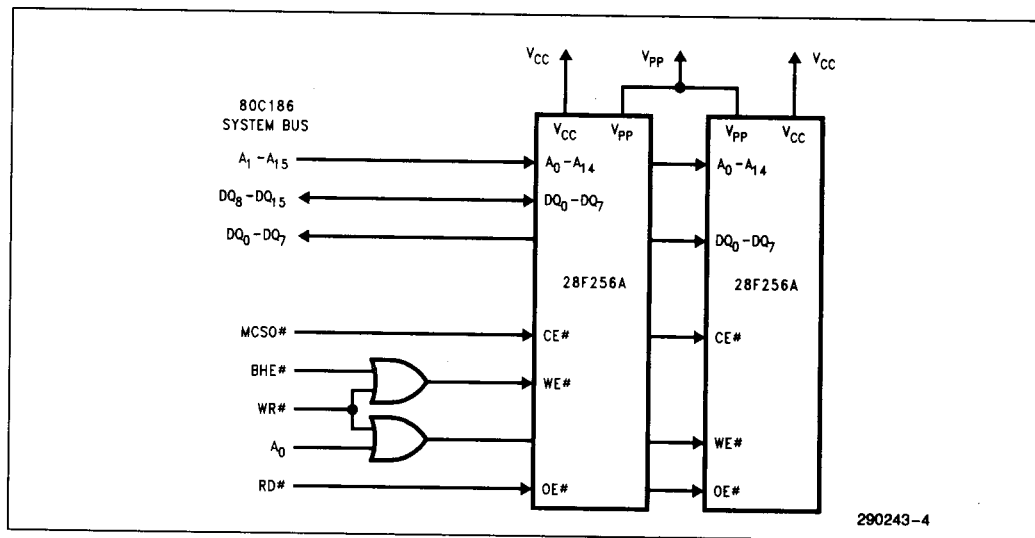 VCC VPP VCC
80C186
SYSTEM BUS
VCC VPP VPP VCC
A1-A15 A0-A14 A0-A14
DQ8-DQ15 DQ0-DQ7
DQ0-DQ7 DQ0-DQ7
28F256A 28F256A
MCSO# CE# CE#
BHE# WE#
WR#
A0 WE#
RD# OE# OE#
290243-4